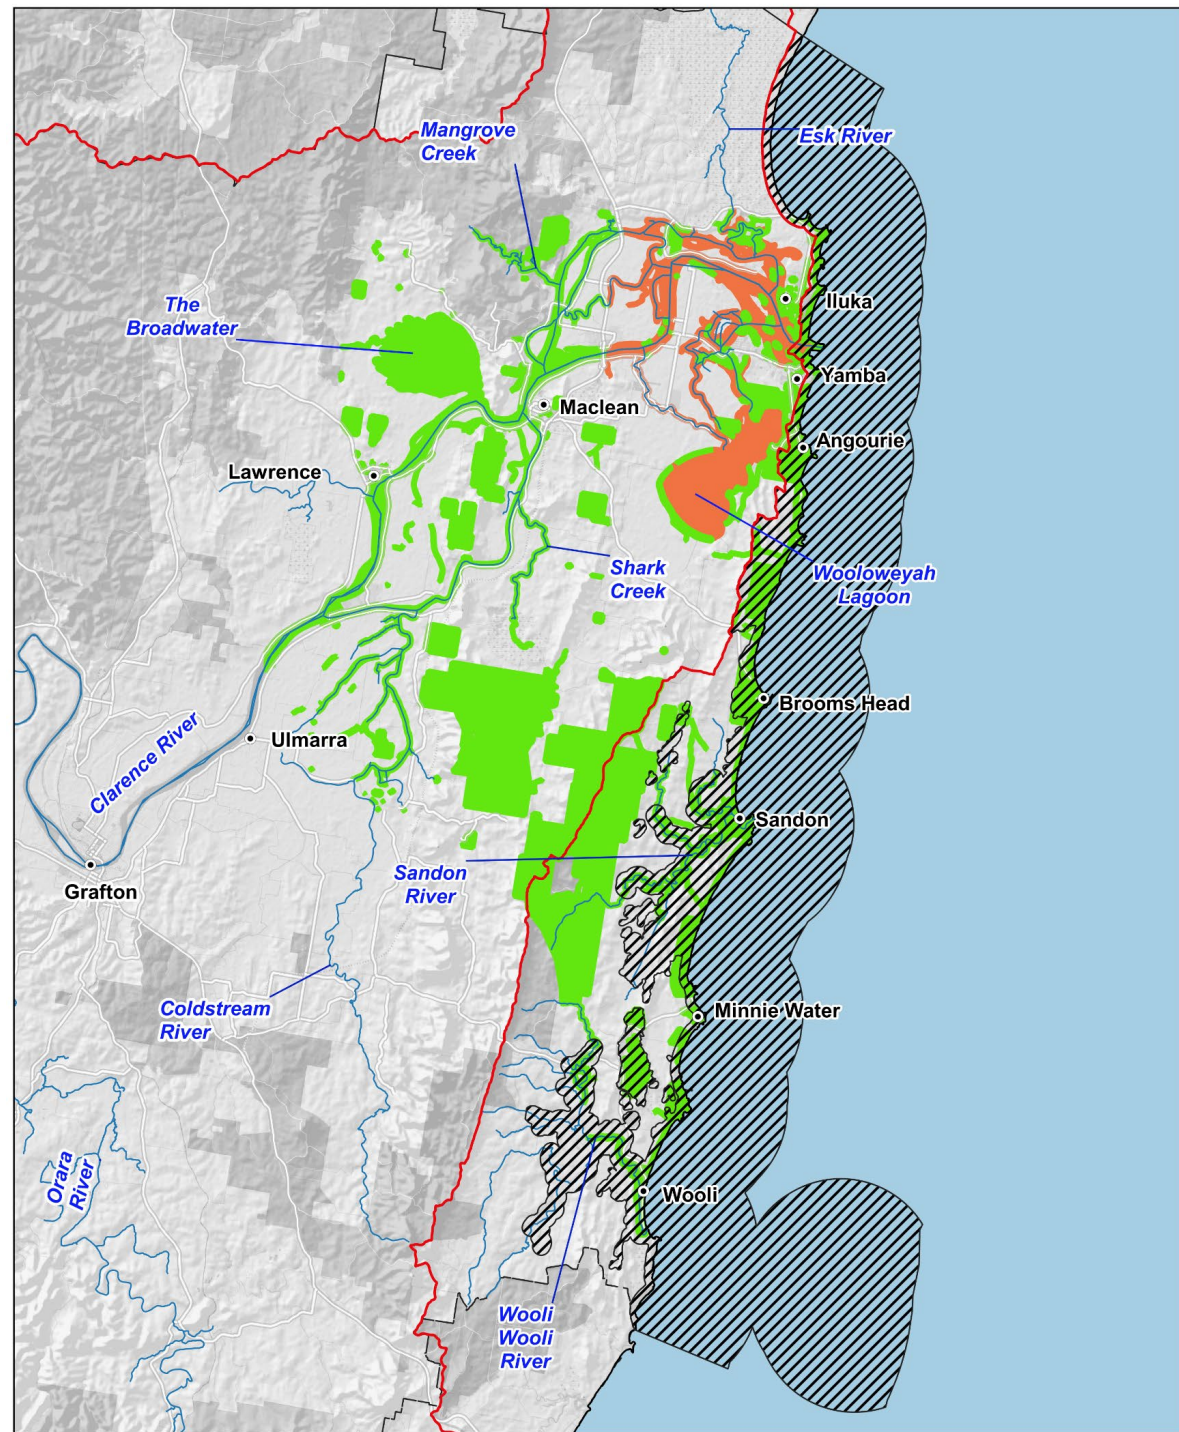 Mangrove
Creek
Esk River
The
Broadwater
Iluka
Yamba
Maclean
Angourie
Lawrence
Shark
Creek
Wooloweyah
Lagoon
Brooms Head
Clarence River
Ulmarra
Sandon
Sandon
River
Grafton
Coldstream
River
Minnie Water
Orara
River
Wooli
Wooli
Wooli
River